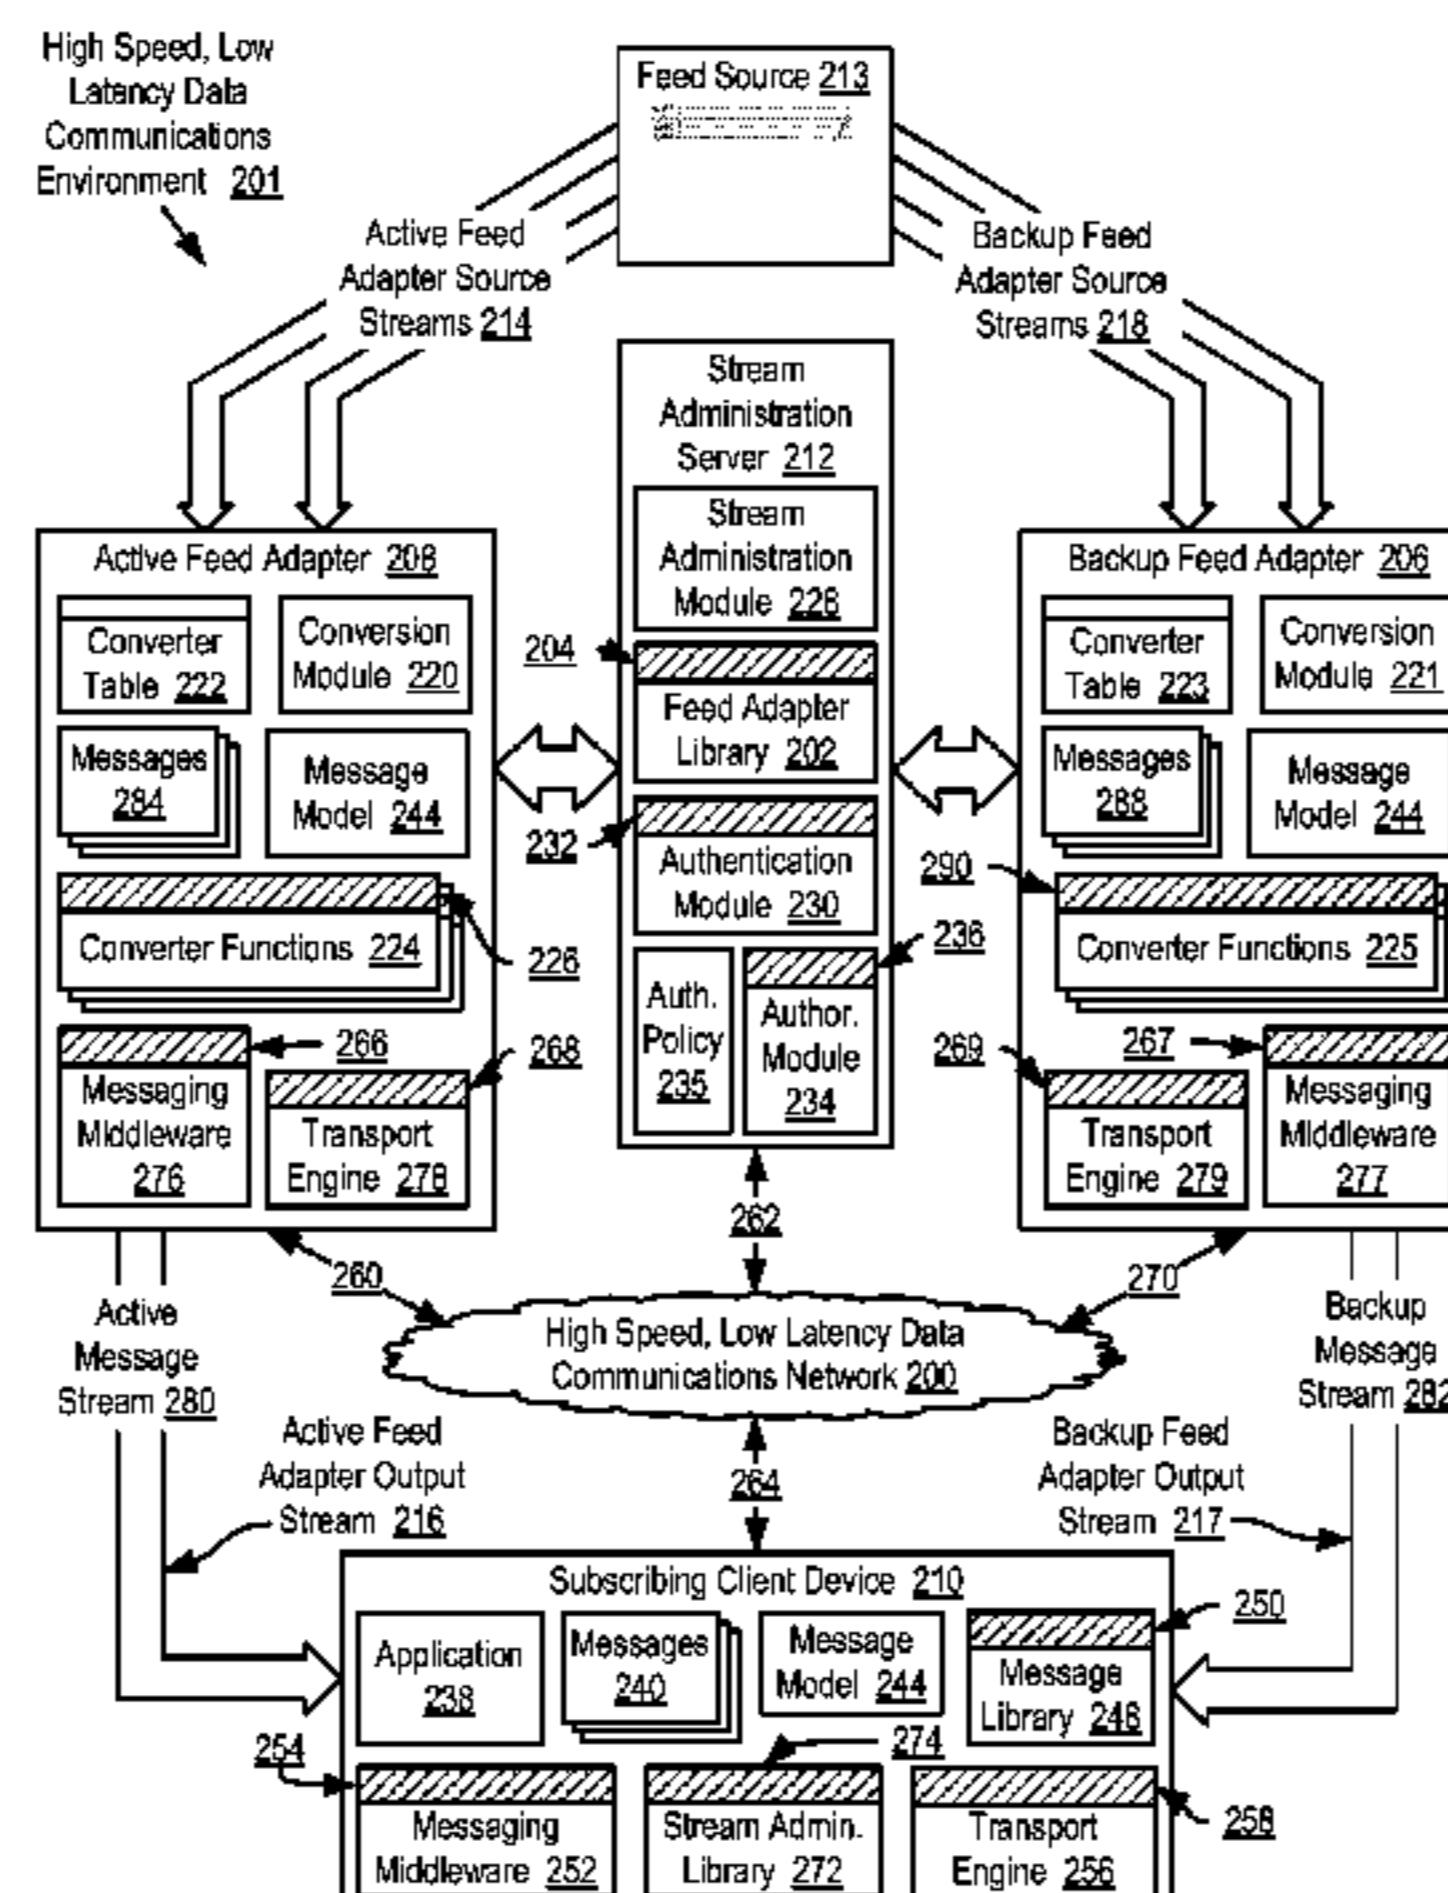 High Speed, Low
Latency Data
Communications
Environment 201
Feed Source 213
Active Feed
Adapter Source
Streams 214
Backup Feed
Adapter Source
Streams 218
Stream
Administration
Server 212
Stream
Administration
Module 228
204
Feed Adapter
Library 202
232
Authentication
Module 230
236
Auth.
Policy
235
Author.
Module
234
Active Feed Adapter 208
Converter
Table 222
Conversion
Module 220
Messages
284
Message
Model 244
Converter Functions 224
226
266
268
Messaging
Middleware
276
Transport
Engine 278
Backup Feed Adapter 206
Converter
Table 223
Conversion
Module 221
Messages
288
Message
Model 244
290
Converter Functions 225
269
267
Transport
Engine 279
Messaging
Middleware
277
260
262
270
High Speed, Low Latency Data
Communications Network 200
Active
Message
Stream 280
Backup
Message
Stream 282
Active Feed
Adapter Output
Stream 216
264
Backup Feed
Adapter Output
Stream 217
Subscribing Client Device 210
Application
238
Messages
240
Message
Model 244
250
Message
Library 248
254
274
258
Messaging
Middleware 252
Stream Admin.
Library 272
Transport
Engine 256